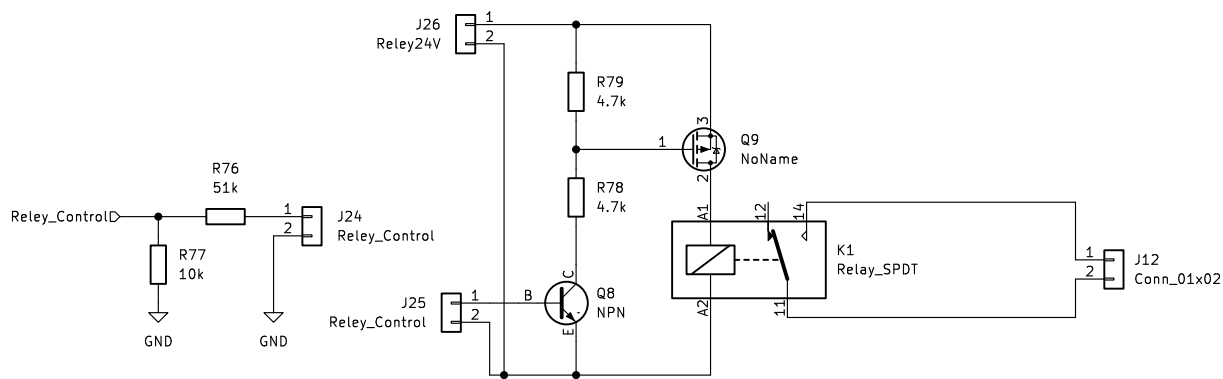 J26
Reley24V
1
2
R79
4.7k
3
1
Q9
NoName
2
R76
51k
R78
4.7k
Reley_Control
1
2
J24
Reley_Control
R77
10k
GND
GND
A1
12
14
K1
Relay_SPDT
A2
11
1
2
J12
Conn_01x02
C
B
E
Q8
NPN
J25
Reley_Control
1
2